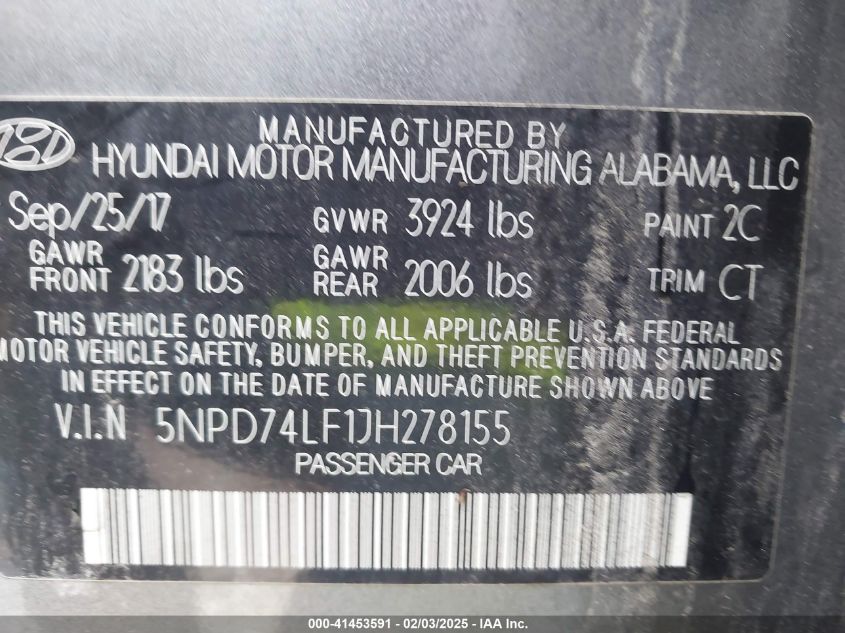 MANUFACTURED BY
HYUNDAI MOTOR MANUFACTURING ALABAMA, LLC
Sep/25/17 GVWR 3924 lbs PAINT 2C
GAWR FRONT 2183 lbs GAWR REAR 2006 lbs TRIM CT
THIS VEHICLE CONFORMS TO ALL APPLICABLE U.S.A. FEDERAL
MOTOR VEHICLE SAFETY, BUMPER, AND THEFT PREVENTION STANDARDS
IN EFFECT ON THE DATE OF MANUFACTURE SHOWN ABOVE
V.I.N 5NPD74LF1JH278155
PASSENGER CAR
000-41453591 - 02/03/2025 - IAA Inc.